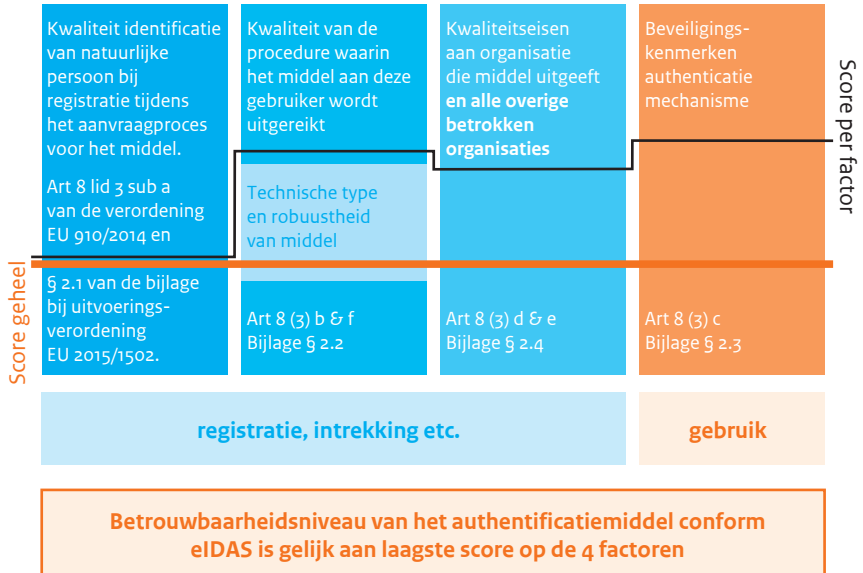 Kwaliteit identificatie
van natuurlijke
persoon bij
registratie tijdens
het aanvraagproces
voor het middel.
Art 8 lid 3 sub a
van de verordening
EU 910/2014 en
§ 2.1 van de bijlage
bij uitvoerings-
verordening
EU 2015/1502.
Kwaliteit van de
procedure waarin
het middel aan deze
gebruiker wordt
uitgereikt
Technische type
en robuustheid
van middel
Art 8 (3) b & f
Bijlage § 2.2
Kwaliteitseisen
aan organisatie
die middel uitgeeft
en alle overige
betrokken
organisaties
Art 8 (3) d & e
Bijlage § 2.4
Beveiligings-
kenmerken
authenticatie
mechanisme
Art 8 (3) c
Bijlage § 2.3
Score per factor
Score geheel
registratie, intrekking etc.
gebruik
Betrouwbaarheidsniveau van het authentificatiemiddel conform
eIDAS is gelijk aan laagste score op de 4 factoren